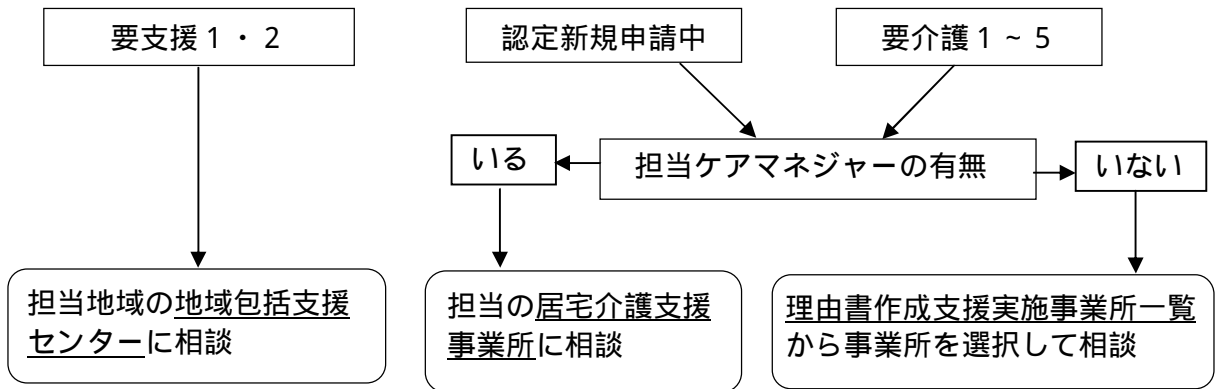 要支援1・2
認定新規申請中
要介護1~5
いる
担当ケアマネジャーの有無
いない
担当地域の地域包括支援
センターに相談
担当の居宅介護支援
事業所に相談
理由書作成支援実施事業所一覧
から事業所を選択して相談